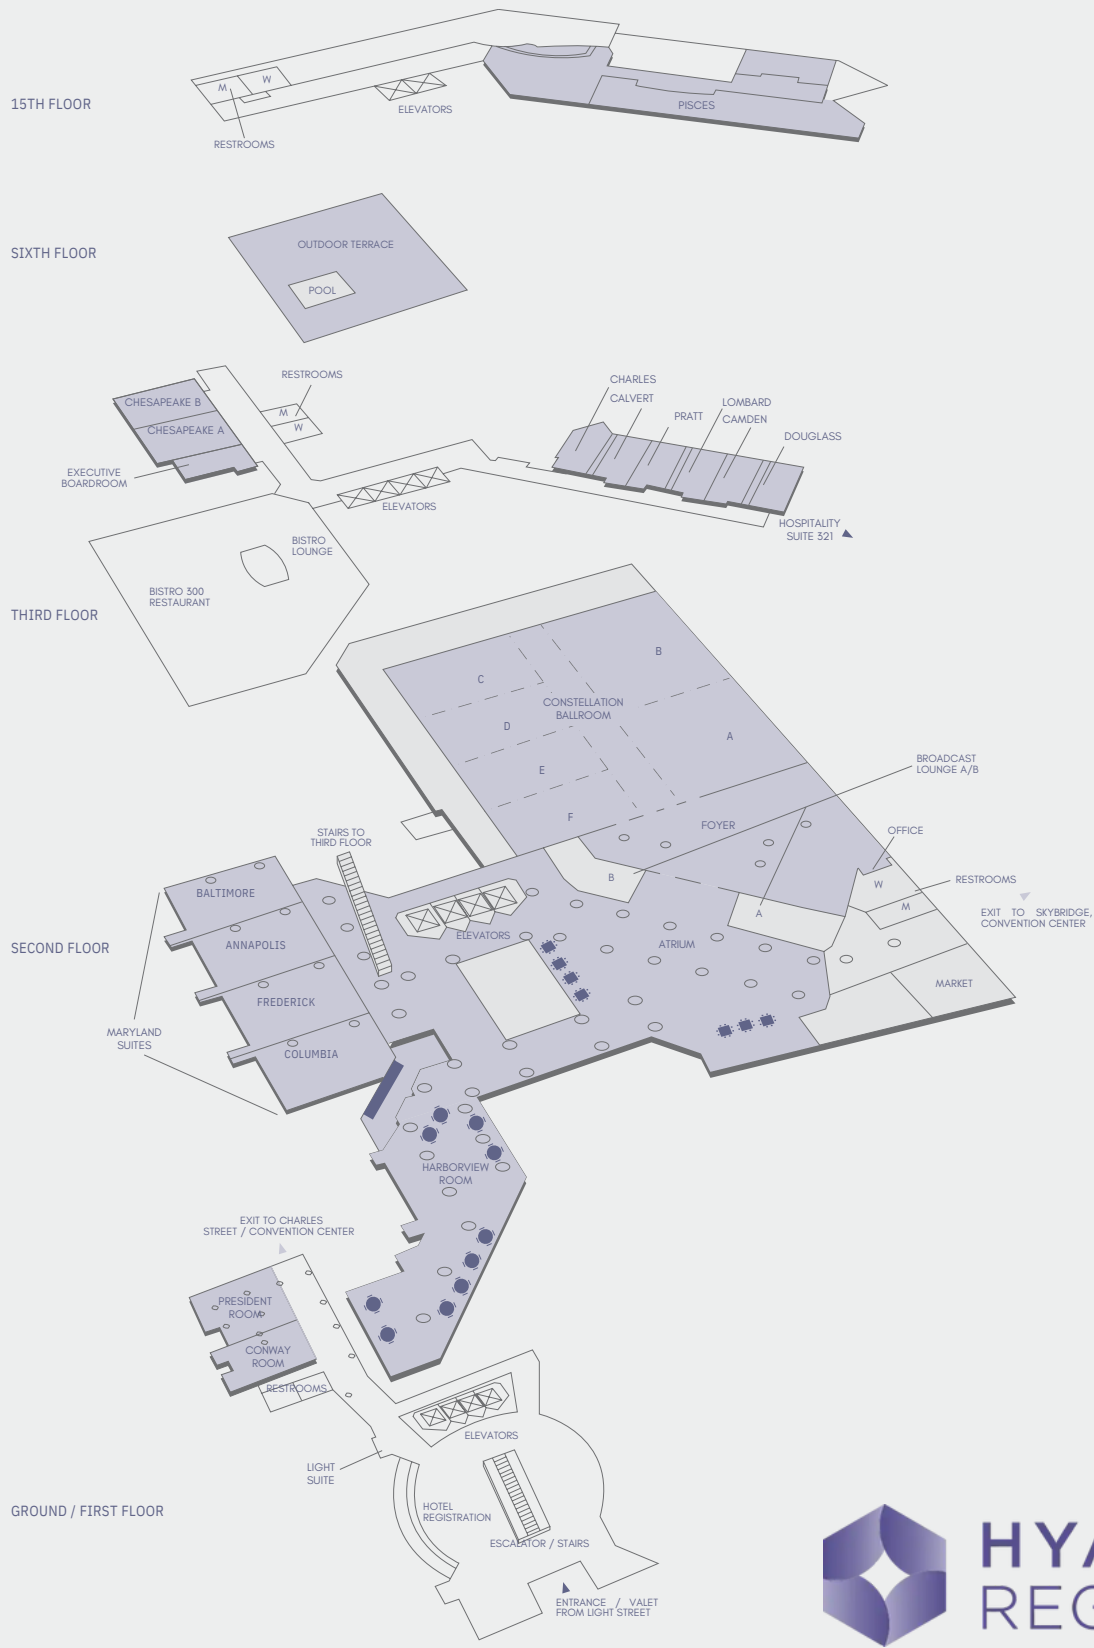 15TH FLOOR
M
W
RESTROOMS
ELEVATORS
PISCES
SIXTH FLOOR
OUTDOOR TERRACE
POOL
CHESAPEAKE B
CHESAPEAKE A
EXECUTIVE
BOARDROOM
RESTROOMS
M
W
ELEVATORS
CHARLES
CALVERT
PRATT
LOMBARD
CAMDEN
DOUGLASS
HOSPITALITY
SUITE 321
BISTRO
LOUNGE
BISTRO 300
RESTAURANT
THIRD FLOOR
B
C
CONSTELLATION
BALLROOM
D
A
E
F
FOYER
BROADCAST
LOUNGE A/B
OFFICE
STAIRS TO
THIRD FLOOR
B
W
RESTROOMS
M
A
EXIT TO SKYBRIDGE,
CONVENTION CENTER
BALTIMORE
ANNAPOLIS
ELEVATORS
ATRIUM
SECOND FLOOR
MARKET
FREDERICK
MARYLAND
SUITES
COLUMBIA
HARBORVIEW
ROOM
EXIT TO CHARLES
STREET / CONVENTION CENTER
PRESIDENT
ROOM
CONWAY
ROOM
RESTROOMS
ELEVATORS
LIGHT
SUITE
HOTEL
REGISTRATION
GROUND / FIRST FLOOR
ESCALATOR / STAIRS
ENTRANCE / VALET
FROM LIGHT STREET
HYA
REG